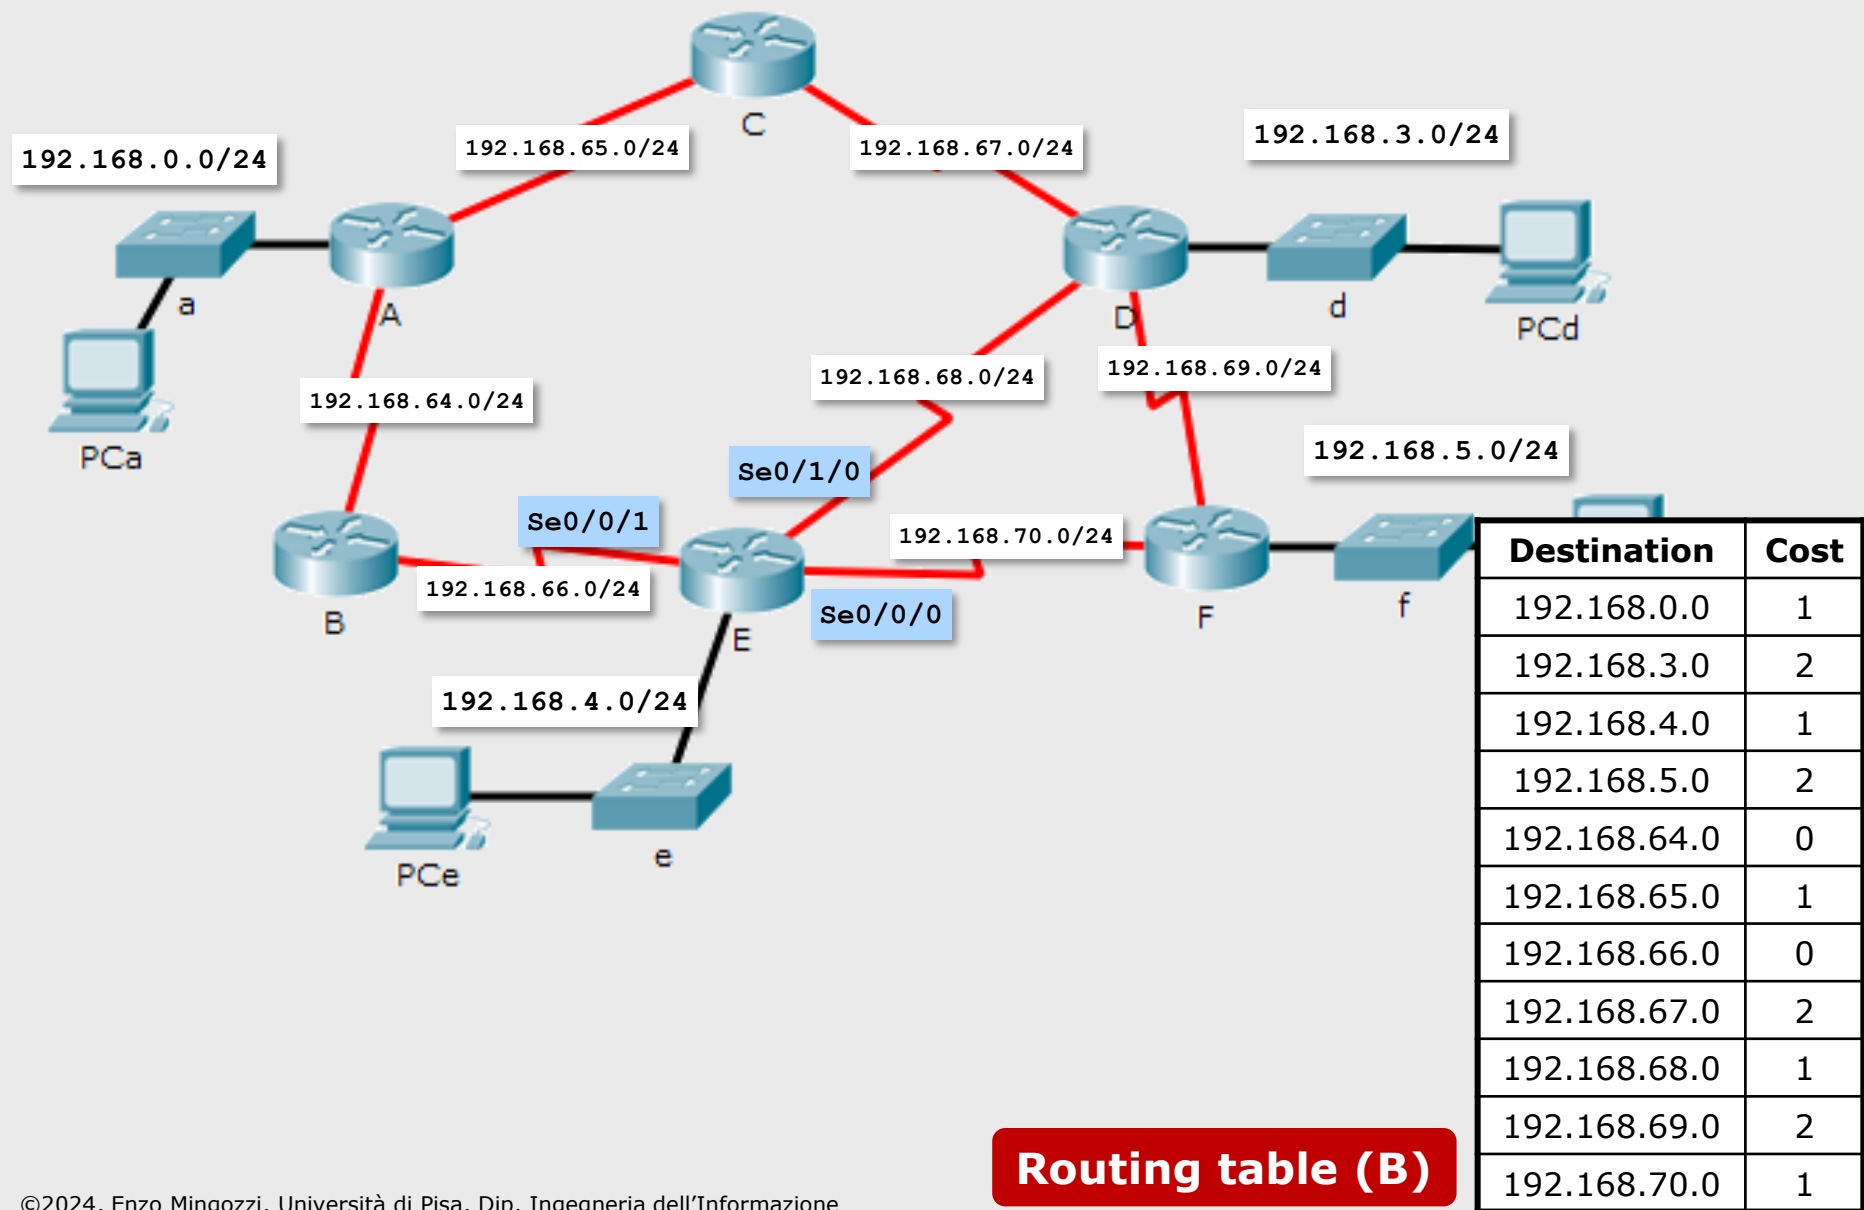 C
192.168.0.0/24
192.168.65.0/24
192.168.67.0/24
192.168.3.0/24
a
A
D
d
PCd
192.168.64.0/24
192.168.68.0/24
192.168.69.0/24
PCa
Se0/1/0
192.168.5.0/24
Se0/0/1
192.168.70.0/24
192.168.66.0/24
B
E
Se0/0/0
F
f
192.168.4.0/24
PCe
e
Destination Cost
192.168.0.0 1
192.168.3.0 2
192.168.4.0 1
192.168.5.0 2
192.168.64.0 0
192.168.65.0 1
192.168.66.0 0
192.168.67.0 2
192.168.68.0 1
192.168.69.0 2
192.168.70.0 1
Routing table (B)
©2024, Enzo Mingozzi, Università di Pisa, Dip. Ingegneria dell'Informazione